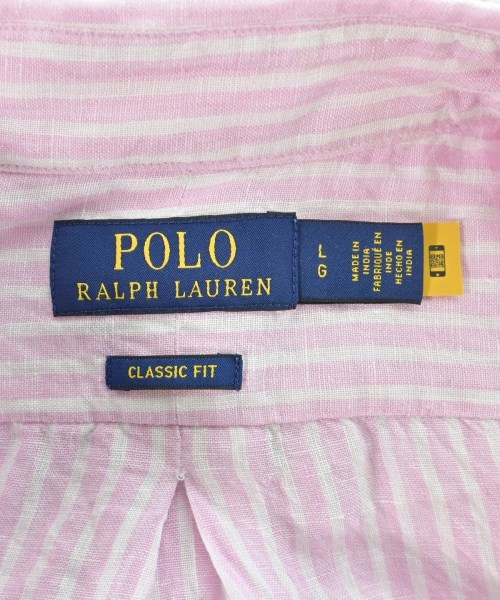 POLO
RALPH LAUREN
L
G
MADE IN
INDIA
FABRIQUÉ EN
INDE
HECHO EN
INDIA
CLASSIC FIT